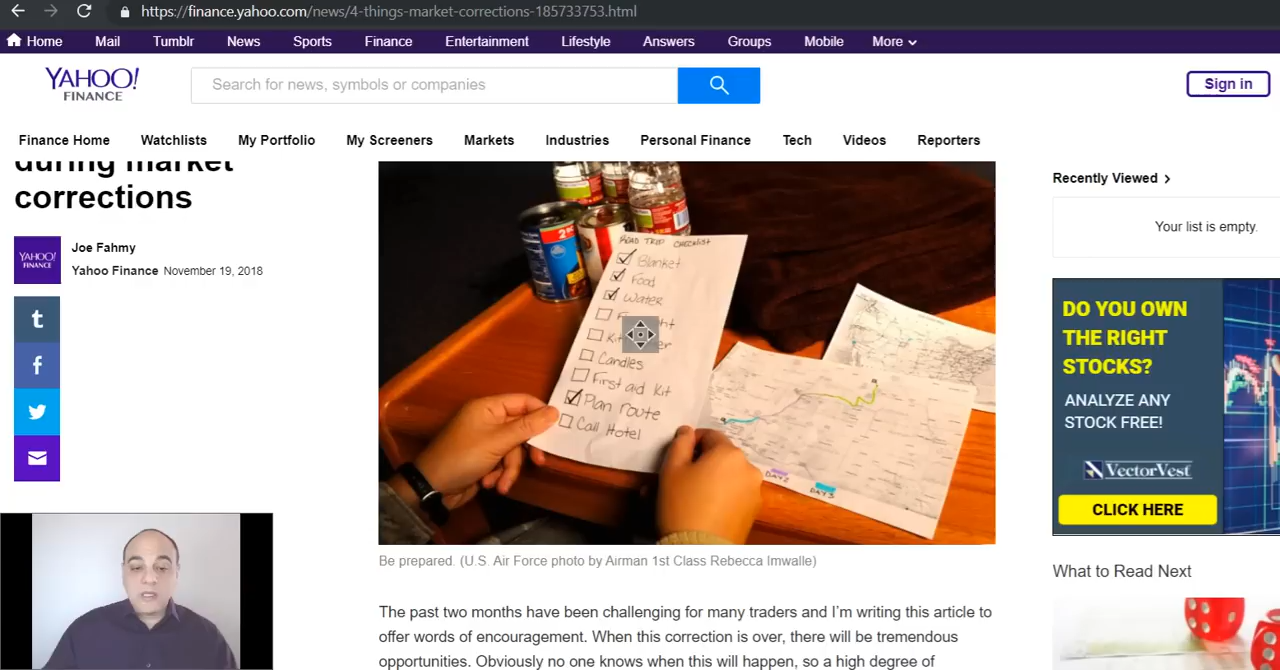 https://finance.yahoo.com/news/4-things-market-corrections-185733753.html
Home Mail Tumblr News Sports Finance Entertainment Lifestyle Answers Groups Mobile More
YAHOO!
FINANCE
Search for news, symbols or companies
Sign in
Finance Home Watchlists My Portfolio My Screeners Markets Industries Personal Finance Tech Videos Reporters
during market
corrections
YAHOO!
FINANCE
Joe Fahmy
Yahoo Finance November 19, 2018
t
f
ROAD TRIP CHECKLIST
Blanket
Food
Water
Candles
First aid Kit
Plan route
Call Hotel
DAY2
DAY3
Be prepared. (U.S. Air Force photo by Airman 1st Class Rebecca Imwalle)
The past two months have been challenging for many traders and I'm writing this article to
offer words of encouragement. When this correction is over, there will be tremendous
opportunities. Obviously no one knows when this will happen, so a high degree of
Recently Viewed
Your list is empty.
DO YOU OWN
THE RIGHT
STOCKS?
ANALYZE ANY
STOCK FREE!
VectorVest
CLICK HERE
What to Read Next